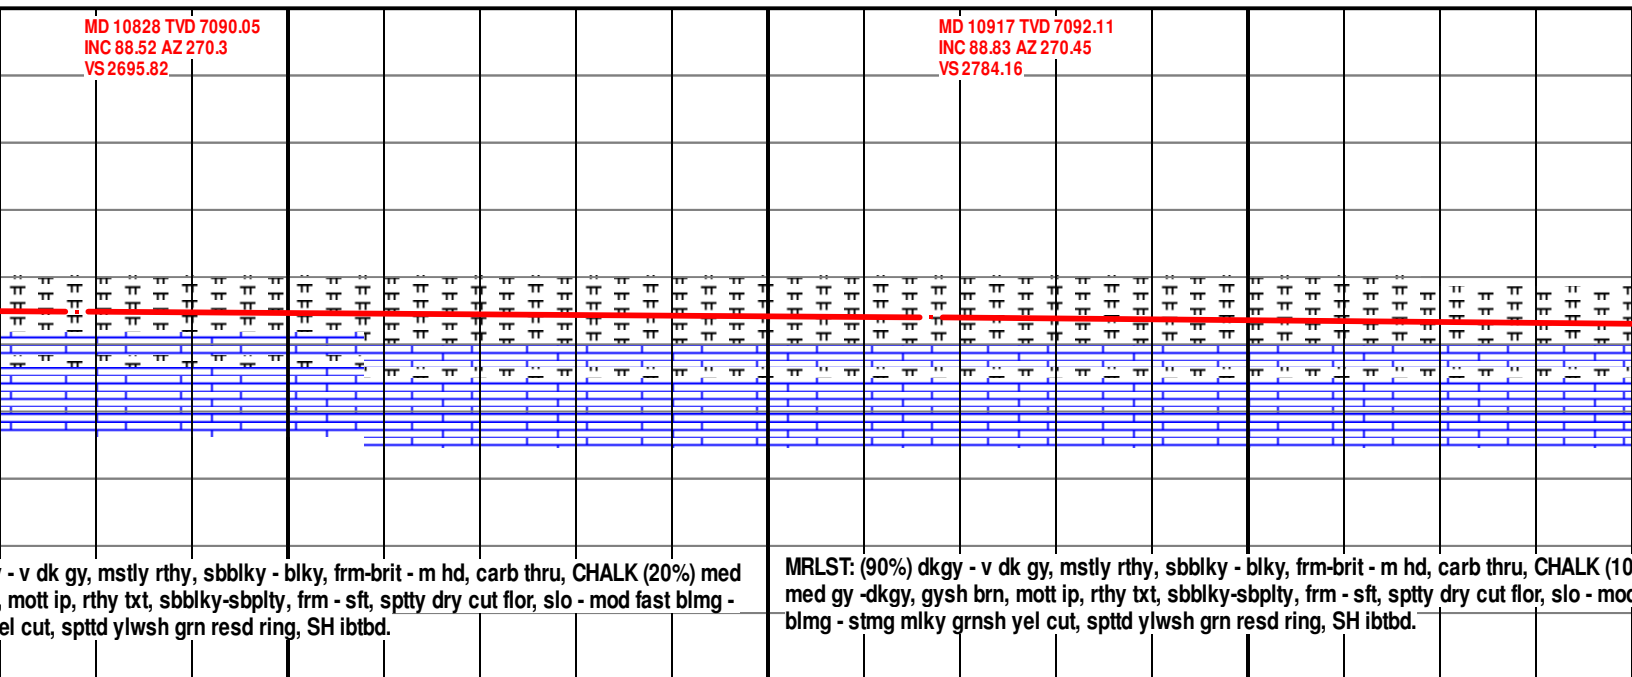 MD 10828 TVD 7090.05
INC 88.52 AZ 270.3
VS 2695.82
MD 10917 TVD 7092.11
INC 88.83 AZ 270.45
VS 2784.16
- v dk gy, mstly rthy, sbblky - blky, frm-brit - m hd, carb thru, CHALK (20%) med
, mott ip, rthy txt, sbblky-sbplty, frm - sft, sptty dry cut flor, slo - mod fast blmg -
el cut, spttd ylwsh grn resd ring, SH ibtbd.
MRLST: (90%) dkgy - v dk gy, mstly rthy, sbblky - blky, frm-brit - m hd, carb thru, CHALK (10
med gy -dkgy, gysh brn, mott ip, rthy txt, sbblky-sbplty, frm - sft, sptty dry cut flor, slo - mod
blmg - stmg mlky grnsh yel cut, spttd ylwsh grn resd ring, SH ibtbd.